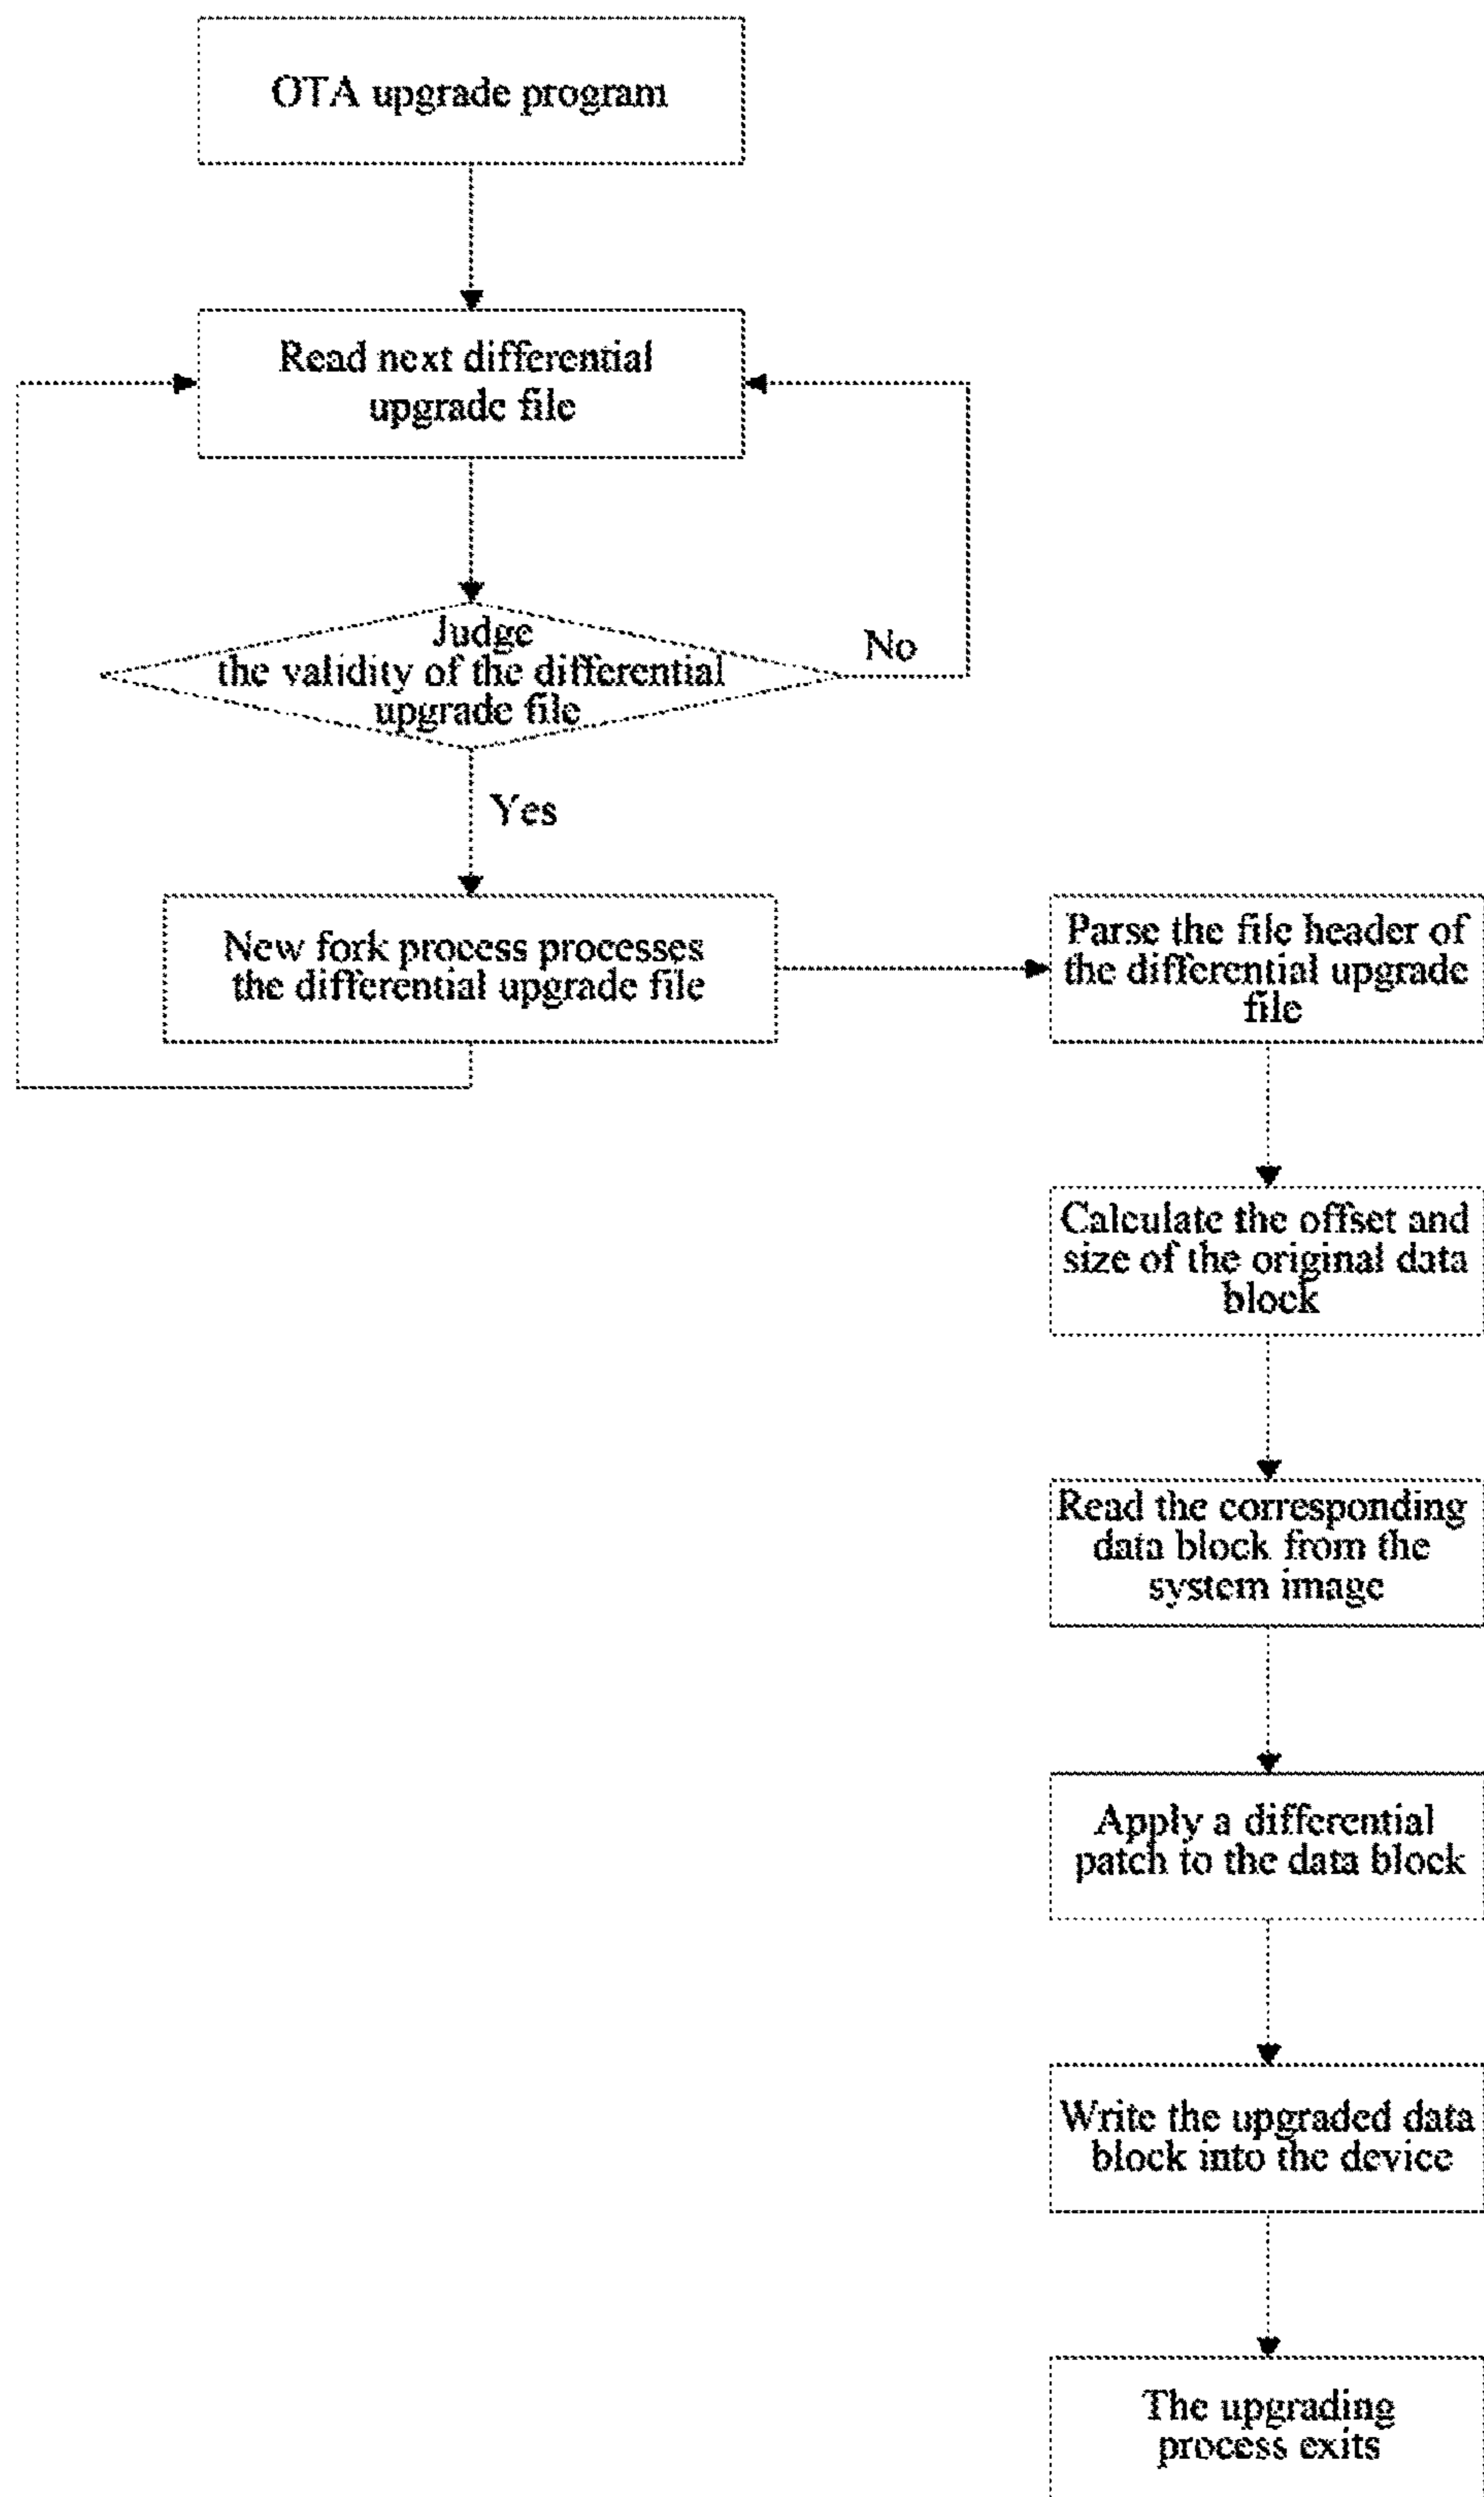 OTA upgrade program
Read next differential
upgrade file
Judge
the validity of the differential
upgrade file
No
Yes
New fork process processes
the differential upgrade file
Parse the file header of
the differential upgrade
file
Calculate the offset and
size of the original data
block
Read the corresponding
data block from the
system image
Apply a differential
patch to the data block
Write the upgraded data
block into the device
The upgrading
process exits